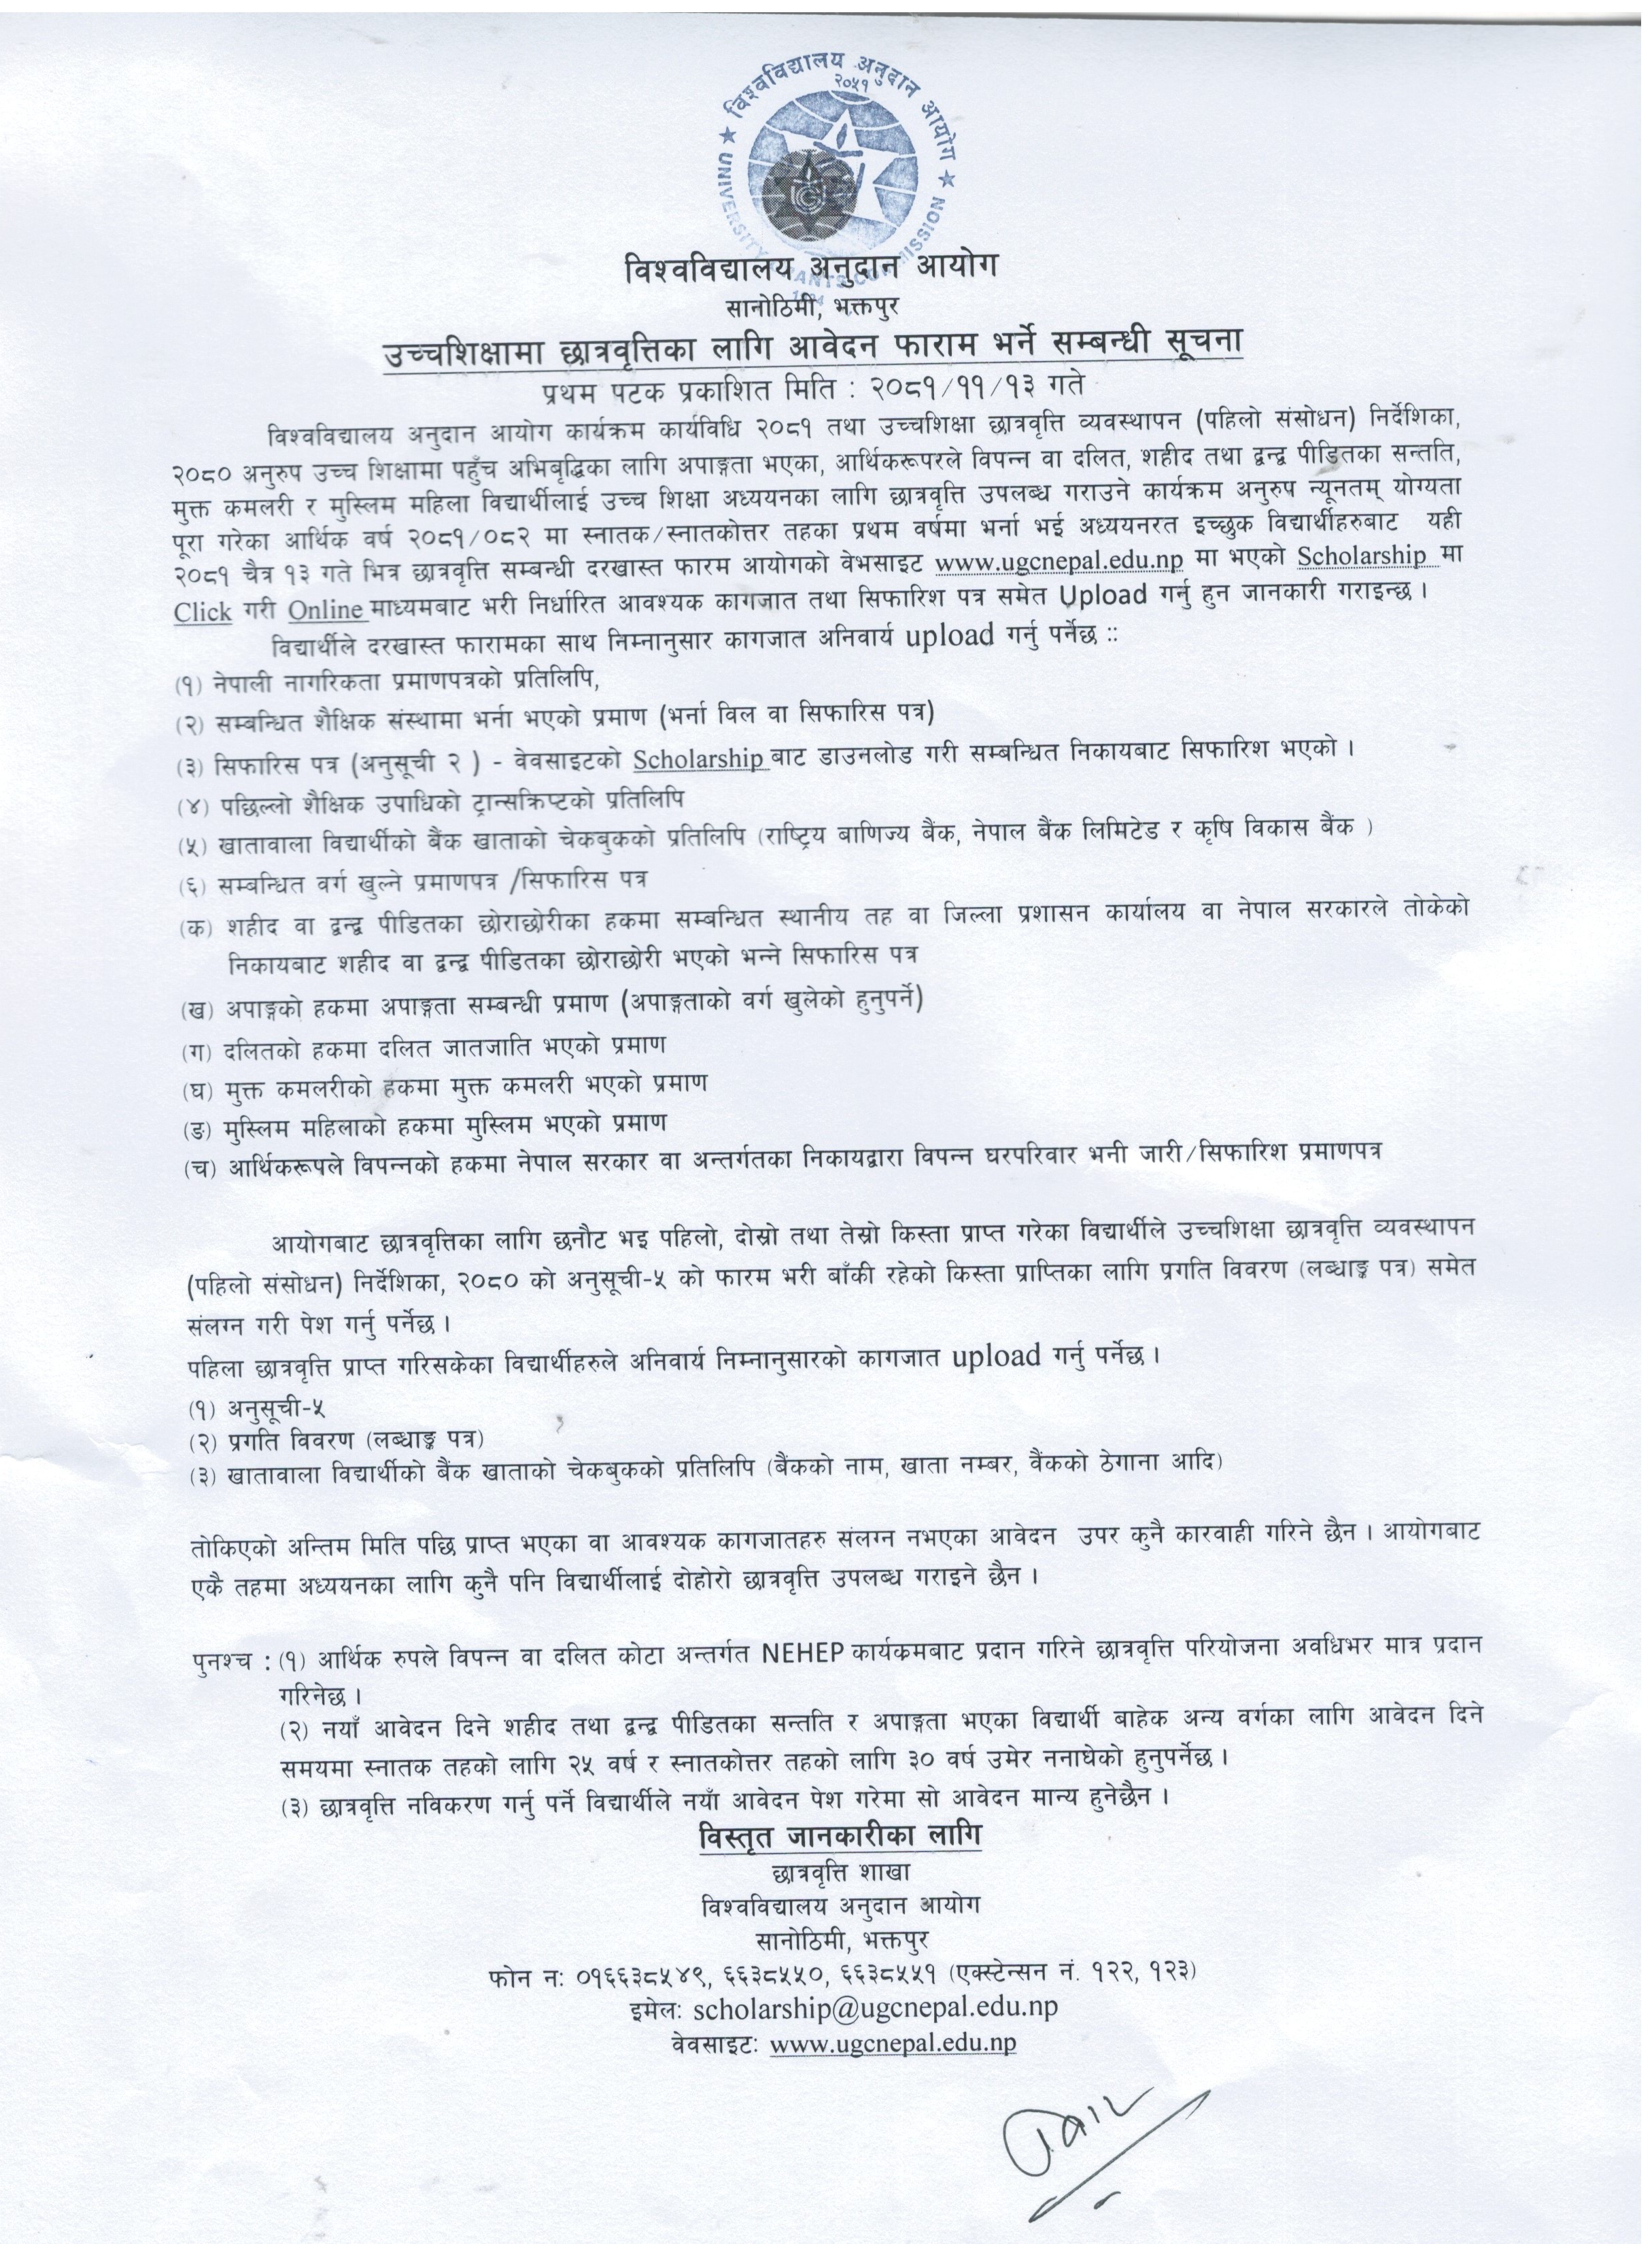 विश्वविद्यालय अनुदान आयोग
२०५१
UNIVERSITY GRANTS COMMISSION
विश्वविद्यालय अनुदान आयोग
सानोठिमी, भक्तपुर
उच्चशिक्षामा छात्रवृत्तिका लागि आवेदन फाराम भर्ने सम्बन्धी सूचना
प्रथम पटक प्रकाशित मिति : २०८१/११/१३ गते
विश्वविद्यालय अनुदान आयोग कार्यक्रम कार्यविधि २०८१ तथा उच्चशिक्षा छात्रवृत्ति व्यवस्थापन (पहिलो संसोधन) निर्देशिका,
२०८० अनुरुप उच्च शिक्षामा पहुँच अभिबृद्धिका लागि अपाङ्गता भएका, आर्थिकरूपरले विपन्न वा दलित, शहीद तथा द्वन्द्व पीडितका सन्तति,
मुक्त कमलरी र मुस्लिम महिला विद्यार्थीलाई उच्च शिक्षा अध्ययनका लागि छात्रवृत्ति उपलब्ध गराउने कार्यक्रम अनुरुप न्यूनतम् योग्यता
पूरा गरेका आर्थिक वर्ष २०८१/०८२ मा स्नातक/स्नातकोत्तर तहका प्रथम वर्षमा भर्ना भई अध्ययनरत इच्छुक विद्यार्थीहरुबाट यही
२०८१ चैत्र १३ गते भित्र छात्रवृत्ति सम्बन्धी दरखास्त फारम आयोगको वेभसाइट www.ugcnepal.edu.np मा भएको Scholarship मा
Click गरी Online माध्यमबाट भरी निर्धारित आवश्यक कागजात तथा सिफारिश पत्र समेत Upload गर्नु हुन जानकारी गराइन्छ ।
विद्यार्थीले दरखास्त फारामका साथ निम्नानुसार कागजात अनिवार्य upload गर्नु पर्नेछ ::
(१) नेपाली नागरिकता प्रमाणपत्रको प्रतिलिपि,
(२) सम्बन्धित शैक्षिक संस्थामा भर्ना भएको प्रमाण (भर्ना विल वा सिफारिस पत्र)
(३) सिफारिस पत्र (अनुसूची २ ) - वेवसाइटको Scholarship बाट डाउनलोड गरी सम्बन्धित निकायबाट सिफारिश भएको ।
(४) पछिल्लो शैक्षिक उपाधिको ट्रान्सक्रिप्टको प्रतिलिपि
(५) खातावाला विद्यार्थीको बैंक खाताको चेकबुकको प्रतिलिपि (राष्ट्रिय बाणिज्य बैंक, नेपाल बैंक लिमिटेड र कृषि विकास बैंक )
(६) सम्बन्धित वर्ग खुल्ने प्रमाणपत्र /सिफारिस पत्र
(क) शहीद वा द्वन्द्व पीडितका छोराछोरीका हकमा सम्बन्धित स्थानीय तह वा जिल्ला प्रशासन कार्यालय वा नेपाल सरकारले तोकेको
निकायबाट शहीद वा द्वन्द्व पीडितका छोराछोरी भएको भन्ने सिफारिस पत्र
(ख) अपाङ्गको हकमा अपाङ्गता सम्बन्धी प्रमाण (अपाङ्गताको वर्ग खुलेको हुनुपर्ने)
(ग) दलितको हकमा दलित जातजाति भएको प्रमाण
(घ) मुक्त कमलरीको हकमा मुक्त कमलरी भएको प्रमाण
(ङ) मुस्लिम महिलाको हकमा मुस्लिम भएको प्रमाण
(च) आर्थिकरूपले विपन्नको हकमा नेपाल सरकार वा अन्तर्गतका निकायद्वारा विपन्न घरपरिवार भनी जारी/सिफारिश प्रमाणपत्र
आयोगबाट छात्रवृत्तिका लागि छनौट भइ पहिलो, दोस्रो तथा तेस्रो किस्ता प्राप्त गरेका विद्यार्थीले उच्चशिक्षा छात्रवृत्ति व्यवस्थापन
(पहिलो संसोधन) निर्देशिका, २०८० को अनुसूची-५ को फारम भरी बाँकी रहेको किस्ता प्राप्तिका लागि प्रगति विवरण (लब्धाङ्क पत्र) समेत
संलग्न गरी पेश गर्नु पर्नेछ ।
पहिला छात्रवृत्ति प्राप्त गरिसकेका विद्यार्थीहरुले अनिवार्य निम्नानुसारको कागजात upload गर्नु पर्नेछ ।
(१) अनुसूची-५
(२) प्रगति विवरण (लब्धाङ्क पत्र)
(३) खातावाला विद्यार्थीको बैंक खाताको चेकबुकको प्रतिलिपि (बैंकको नाम, खाता नम्बर, वैंकको ठेगाना आदि)
तोकिएको अन्तिम मिति पछि प्राप्त भएका वा आवश्यक कागजातहरु संलग्न नभएका आवेदन उपर कुनै कारवाही गरिने छैन । आयोगबाट
एकै तहमा अध्ययनका लागि कुनै पनि विद्यार्थीलाई दोहोरो छात्रवृत्ति उपलब्ध गराइने छैन ।
पुनश्च : (१) आर्थिक रुपले विपन्न वा दलित कोटा अन्तर्गत NEHEP कार्यकमबाट प्रदान गरिने छात्रवृत्ति परियोजना अवधिभर मात्र प्रदान
गरिनेछ ।
(२) नयाँ आवेदन दिने शहीद तथा द्वन्द्व पीडितका सन्तति र अपाङ्गता भएका विद्यार्थी बाहेक अन्य वर्गका लागि आवेदन दिने
समयमा स्नातक तहको लागि २५ वर्ष र स्नातकोत्तर तहको लागि ३० वर्ष उमेर ननाघेको हुनुपर्नेछ ।
(३) छात्रवृत्ति नविकरण गर्नु पर्ने विद्यार्थीले नयाँ आवेदन पेश गरेमा सो आवेदन मान्य हुनेछैन ।
विस्तृत जानकारीका लागि
छात्रवृत्ति शाखा
विश्वविद्यालय अनुदान आयोग
सानोठिमी, भक्तपुर
फोन न: ०१६६३८५४९, ६६३८५५०, ६६३८५५१ (एक्स्टेन्सन नं. १२२, १२३)
इमेल: scholarship@ugcnepal.edu.np
वेवसाइट: www.ugcnepal.edu.np